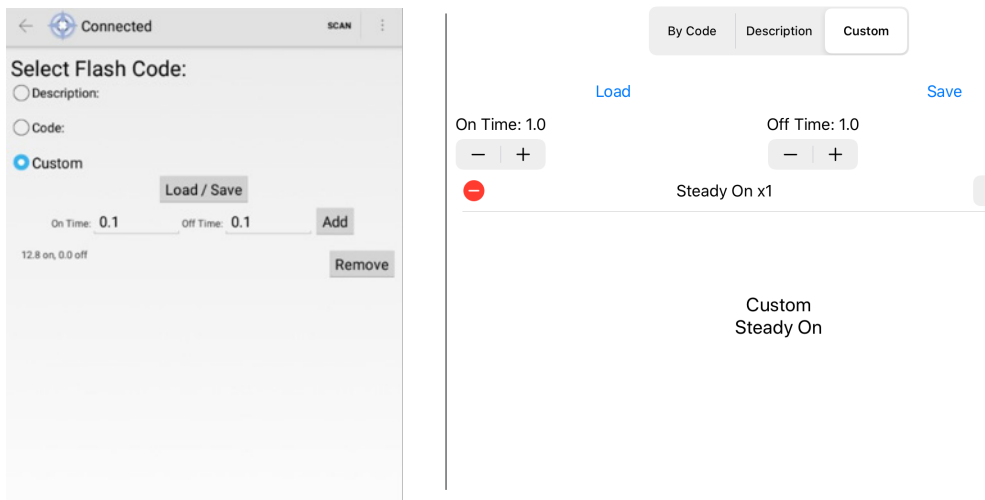 Connected
SCAN
Select Flash Code:
Description:
Code:
Custom
Load / Save
On Time: 0.1 Off Time: 0.1 Add
12.8 on, 0.0 off
Remove
By Code Description Custom
Load Save
On Time: 1.0 Off Time: 1.0
− + − +
Steady On x1
Custom
Steady On